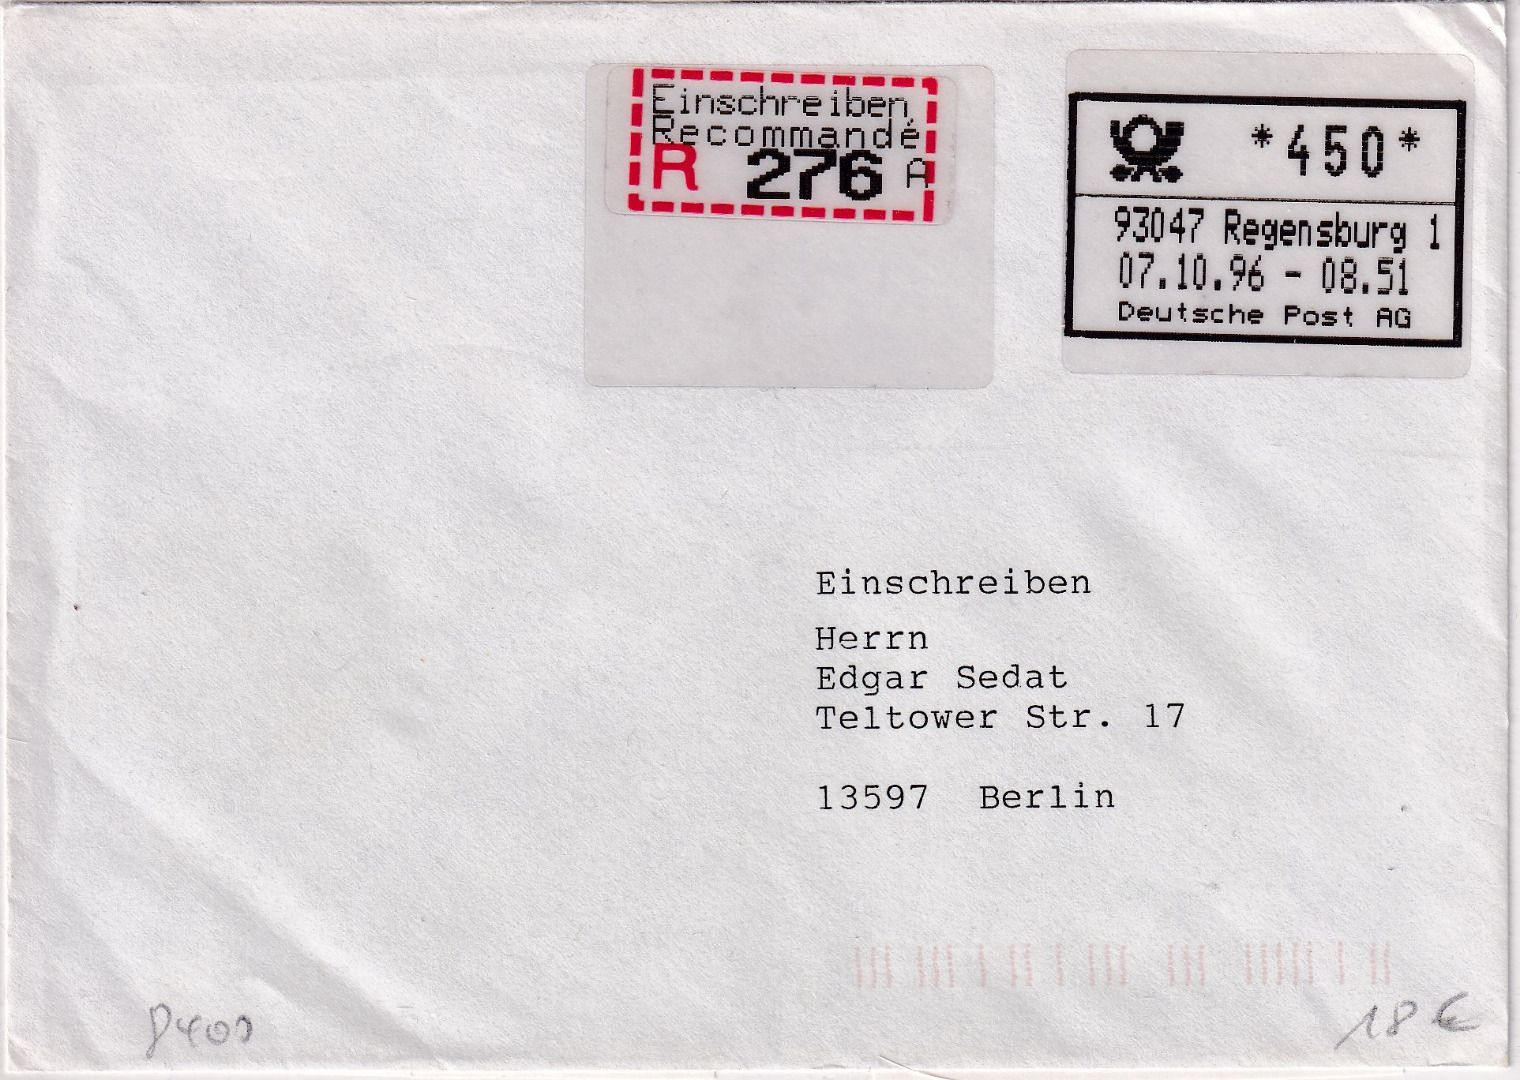 Einschreiben
Recommandé
R 276 A
*450*
93047 Regensburg 1
07.10.96 - 08.51
Deutsche Post AG
Einschreiben
Herrn
Edgar Sedat
Teltower Str. 17
13597 Berlin
18 €